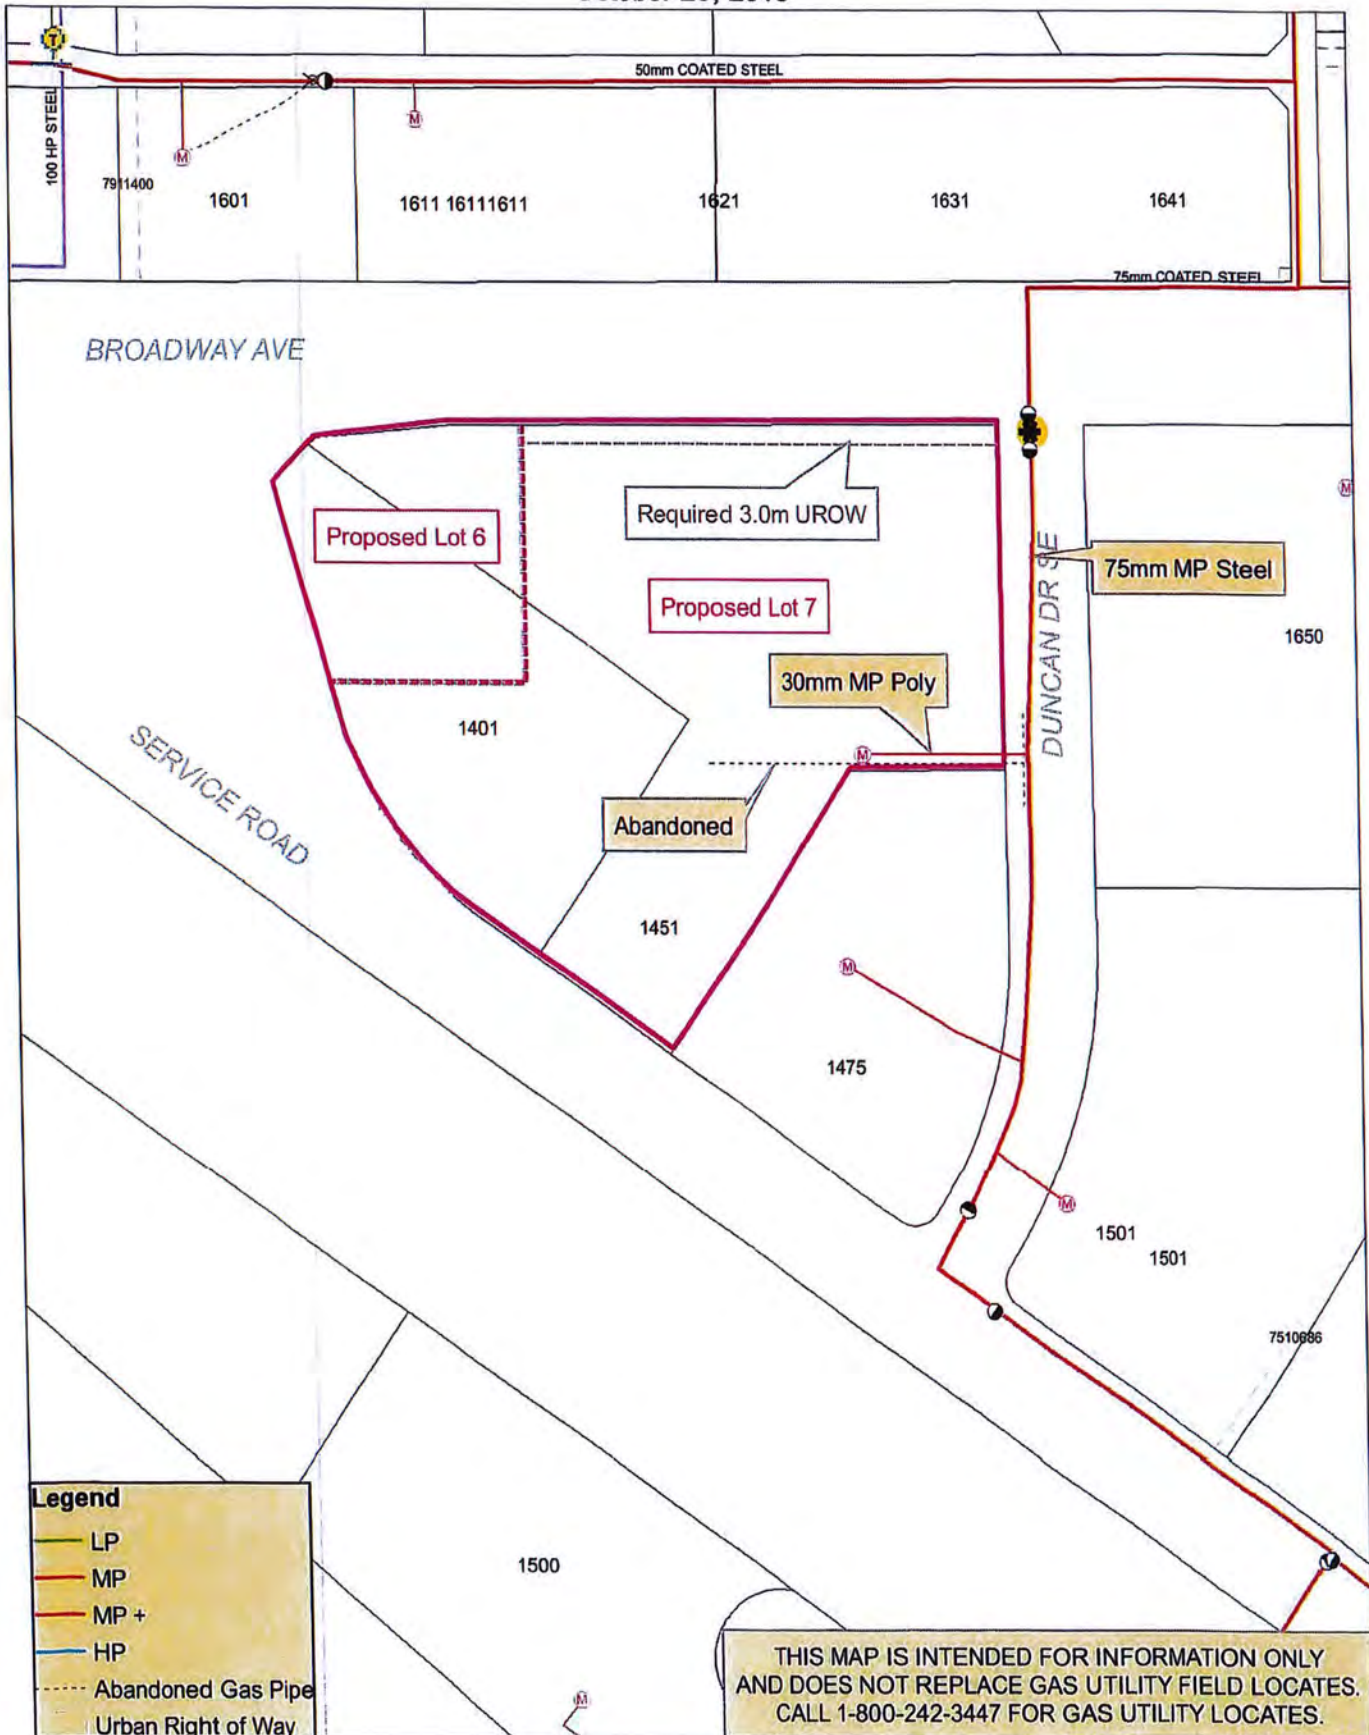 T
50mm COATED STEEL
100 HP STEEL
M
M
7911400
1601
1611 16111611
1621
1631
1641
75mm COATED STEEL
BROADWAY AVE
M
Required 3.0m UROW
Proposed Lot 6
75mm MP Steel
DUNCAN DR SE
Proposed Lot 7
1650
30mm MP Poly
1401
M
SERVICE ROAD
Abandoned
1451
M
1475
M
1501
1501
7510686
Legend
LP
MP
MP +
HP
Abandoned Gas Pipe
Urban Right of Way
1500
M
THIS MAP IS INTENDED FOR INFORMATION ONLY
AND DOES NOT REPLACE GAS UTILITY FIELD LOCATES.
CALL 1-800-242-3447 FOR GAS UTILITY LOCATES.